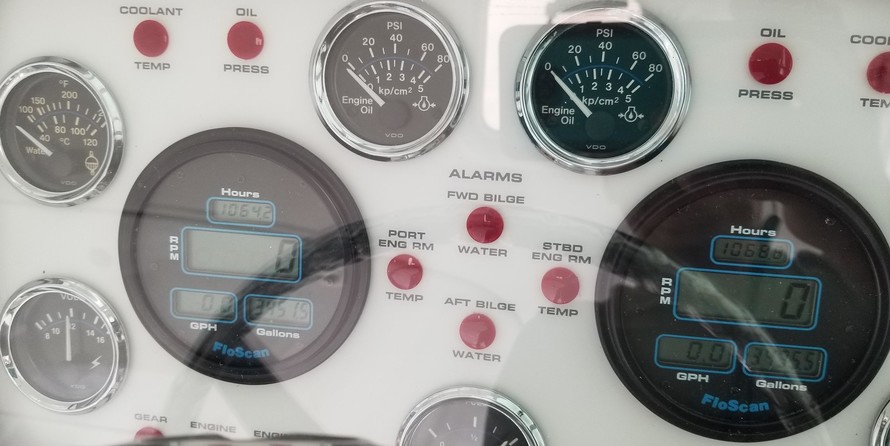 COOLANT
TEMP
OIL
PRESS
PSI
0 20 40 60 80
1 2 3 4 5
kp/cm²
Engine
Oil
VDO
PSI
0 20 40 60 80
1 2 3 4 5
kp/cm²
Engine
Oil
VDO
OIL
PRESS
°F
100 150 200
40 80 100 120
°C
Water
VDO
Hours
RPM
0
GPH
Gallons
FloScan
ALARMS
FWD BILGE
WATER
PORT
ENG RM
TEMP
STBD
ENG RM
TEMP
AFT BILGE
WATER
Hours
RPM
0
0.0
GPH
Gallons
FloScan
8 10 12 14 16
GEAR
ENGINE